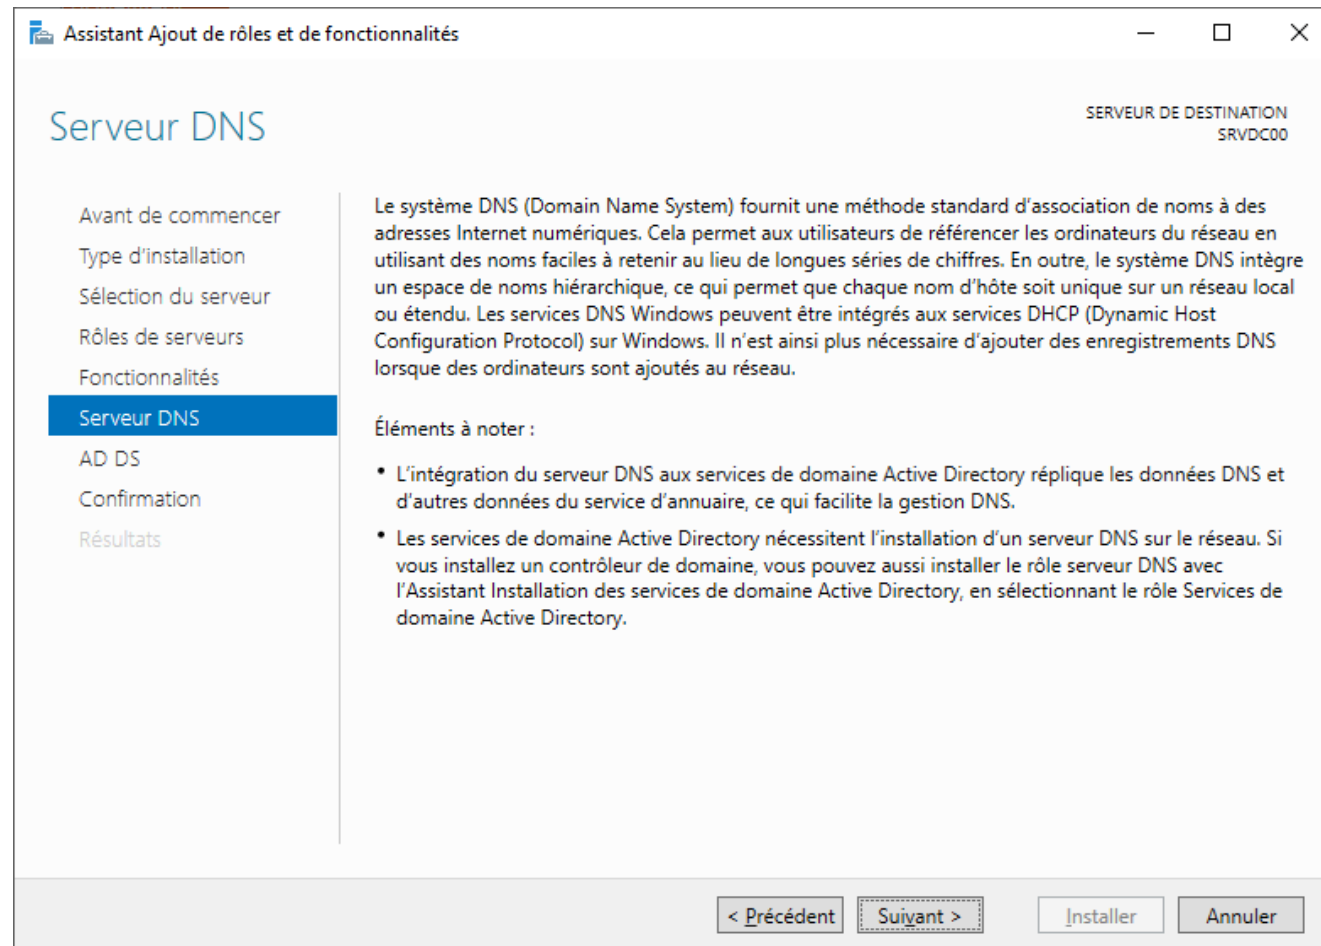 Assistant Ajout de rôles et de fonctionnalités
Serveur DNS
SERVEUR DE DESTINATION
SRVDC00
Avant de commencer
Type d'installation
Sélection du serveur
Rôles de serveurs
Fonctionnalités
Serveur DNS
AD DS
Confirmation
Résultats
Le système DNS (Domain Name System) fournit une méthode standard d'association de noms à des
adresses Internet numériques. Cela permet aux utilisateurs de référencer les ordinateurs du réseau en
utilisant des noms faciles à retenir au lieu de longues séries de chiffres. En outre, le système DNS intègre
un espace de noms hiérarchique, ce qui permet que chaque nom d'hôte soit unique sur un réseau local
ou étendu. Les services DNS Windows peuvent être intégrés aux services DHCP (Dynamic Host
Configuration Protocol) sur Windows. Il n'est ainsi plus nécessaire d'ajouter des enregistrements DNS
lorsque des ordinateurs sont ajoutés au réseau.
Éléments à noter :
• L'intégration du serveur DNS aux services de domaine Active Directory réplique les données DNS et
d'autres données du service d'annuaire, ce qui facilite la gestion DNS.
• Les services de domaine Active Directory nécessitent l'installation d'un serveur DNS sur le réseau. Si
vous installez un contrôleur de domaine, vous pouvez aussi installer le rôle serveur DNS avec
l'Assistant Installation des services de domaine Active Directory, en sélectionnant le rôle Services de
domaine Active Directory.
< Précédent
Suivant >
Installer
Annuler